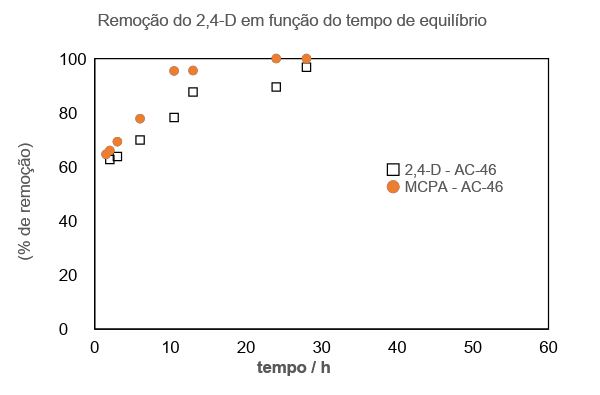 Remoção do 2,4-D em função do tempo de equilíbrio
(% de remoção)
100
80
60
40
20
0
0 10 20 30 40 50 60
tempo / h
2,4-D - AC-46
MCPA - AC-46